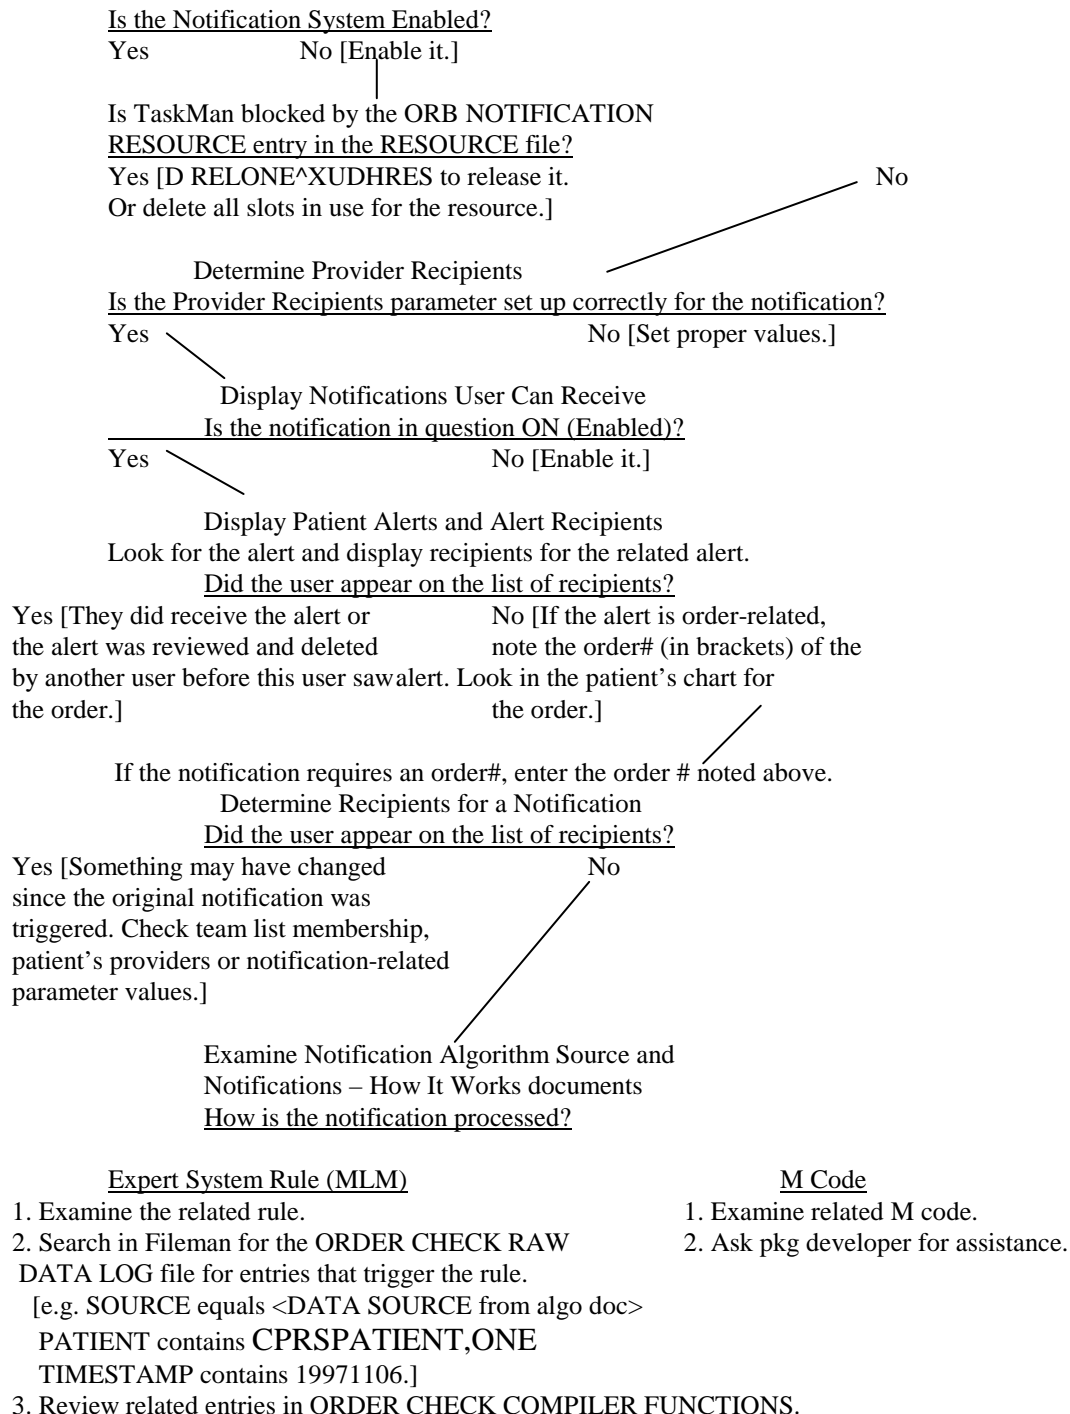 Is the Notification System Enabled?
Yes No [Enable it.]
Is TaskMan blocked by the ORB NOTIFICATION
RESOURCE entry in the RESOURCE file?
Yes [D RELONE^XUDHRES to release it. No
Or delete all slots in use for the resource.]
Determine Provider Recipients
Is the Provider Recipients parameter set up correctly for the notification?
Yes No [Set proper values.]
Display Notifications User Can Receive
Is the notification in question ON (Enabled)?
Yes No [Enable it.]
Display Patient Alerts and Alert Recipients
Look for the alert and display recipients for the related alert.
Did the user appear on the list of recipients?
Yes [They did receive the alert or No [If the alert is order-related,
the alert was reviewed and deleted note the order# (in brackets) of the
by another user before this user saw alert. Look in the patient’s chart for
the order.] the order.]
If the notification requires an order#, enter the order # noted above.
Determine Recipients for a Notification
Did the user appear on the list of recipients?
Yes [Something may have changed No
since the original notification was
triggered. Check team list membership,
patient’s providers or notification-related
parameter values.]
Examine Notification Algorithm Source and
Notifications – How It Works documents
How is the notification processed?
Expert System Rule (MLM) M Code
1. Examine the related rule. 1. Examine related M code.
2. Search in Fileman for the ORDER CHECK RAW 2. Ask pkg developer for assistance.
DATA LOG file for entries that trigger the rule.
[e.g. SOURCE equals <DATA SOURCE from algo doc>
PATIENT contains CPRSPATIENT,ONE
TIMESTAMP contains 19971106.]
3. Review related entries in ORDER CHECK COMPILER FUNCTIONS.